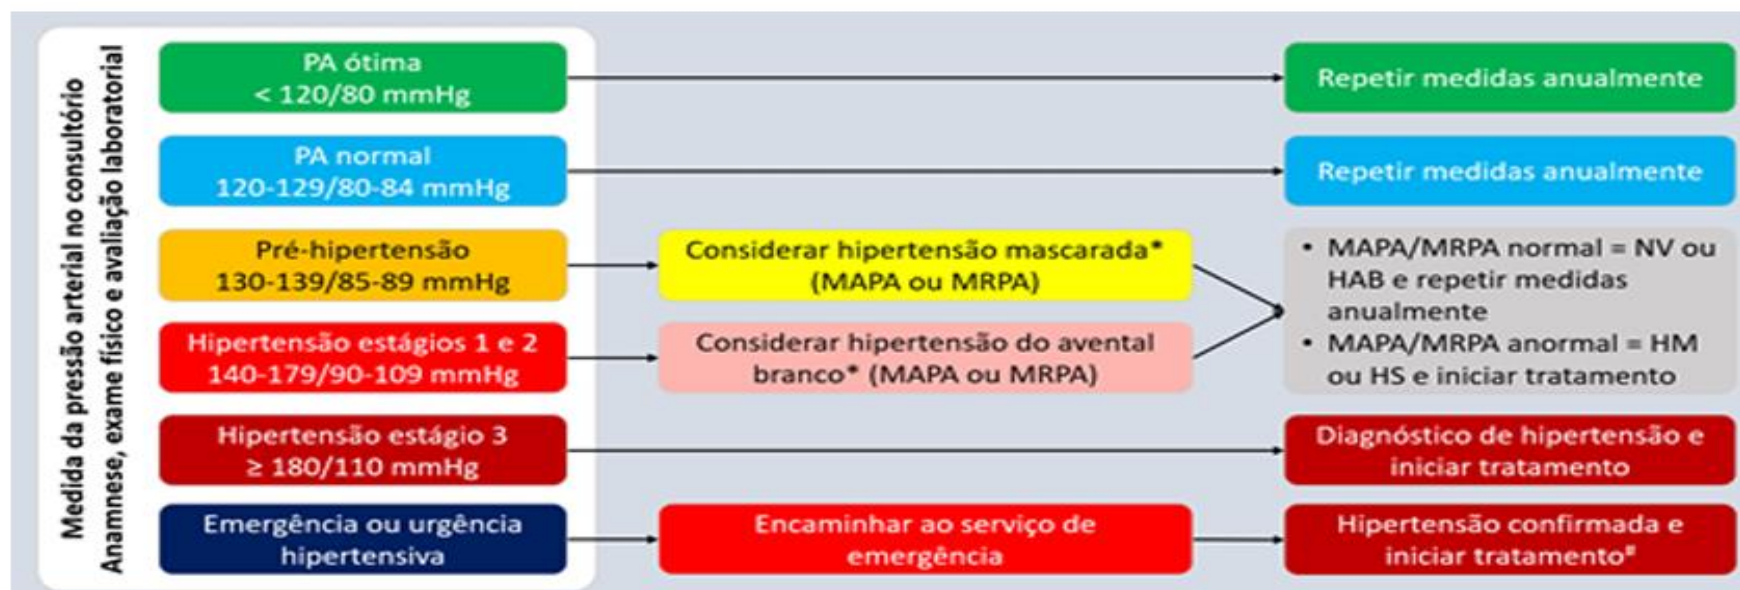 Medida da pressão arterial no consultório
Anamnese, exame físico e avaliação laboratorial
PA ótima
< 120/80 mmHg
Repetir medidas anualmente
PA normal
120-129/80-84 mmHg
Repetir medidas anualmente
Pré-hipertensão
130-139/85-89 mmHg
Considerar hipertensão mascarada*
(MAPA ou MRPA)
Hipertensão estágios 1 e 2
140-179/90-109 mmHg
Considerar hipertensão do avental
branco* (MAPA ou MRPA)
• MAPA/MRPA normal = NV ou
HAB e repetir medidas
anualmente
• MAPA/MRPA anormal = HM
ou HS e iniciar tratamento
Hipertensão estágio 3
≥ 180/110 mmHg
Diagnóstico de hipertensão e
iniciar tratamento
Emergência ou urgência
hipertensiva
Encaminhar ao serviço de
emergência
Hipertensão confirmada e
iniciar tratamento#